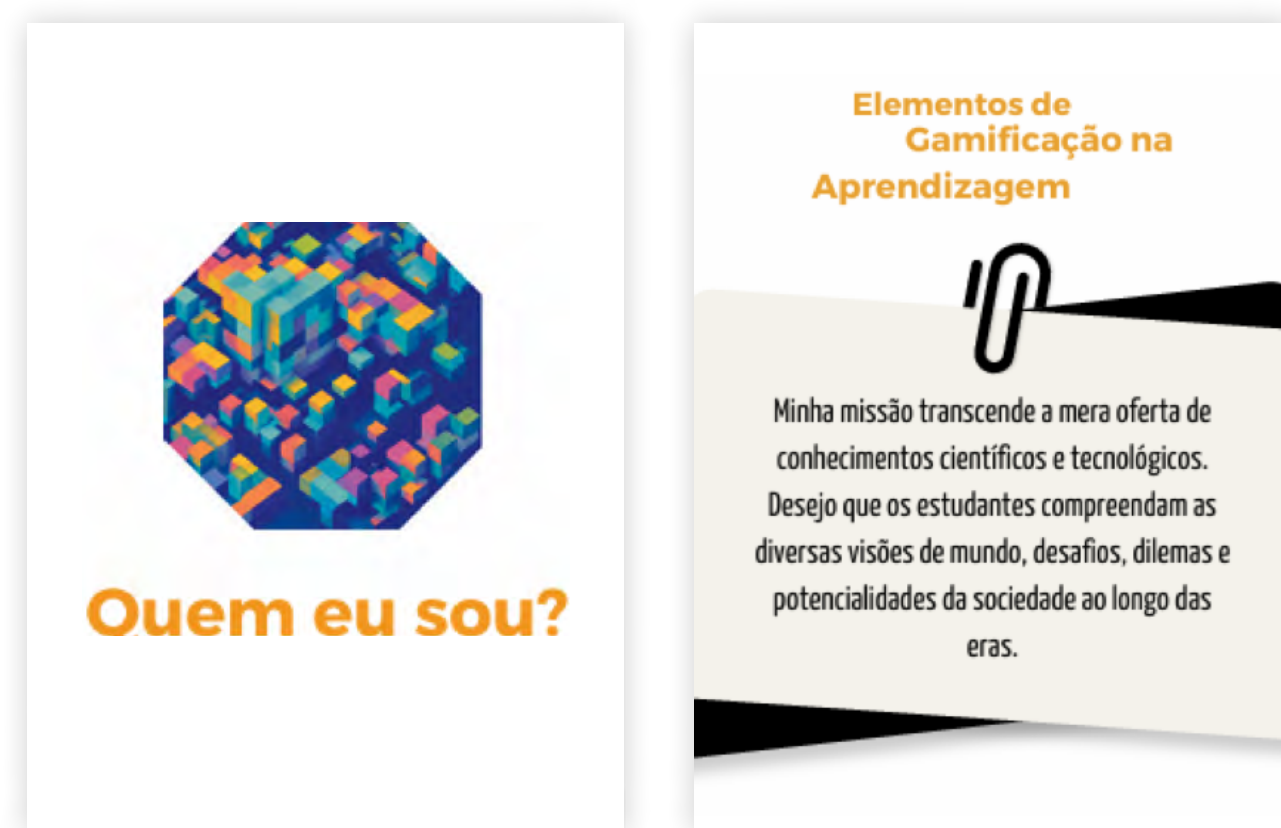 Quem eu sou?
Elementos de
Gamificação na
Aprendizagem
Minha missão transcende a mera oferta de
conhecimentos científicos e tecnológicos.
Desejo que os estudantes compreendam as
diversas visões de mundo, desafios, dilemas e
potencialidades da sociedade ao longo das
eras.